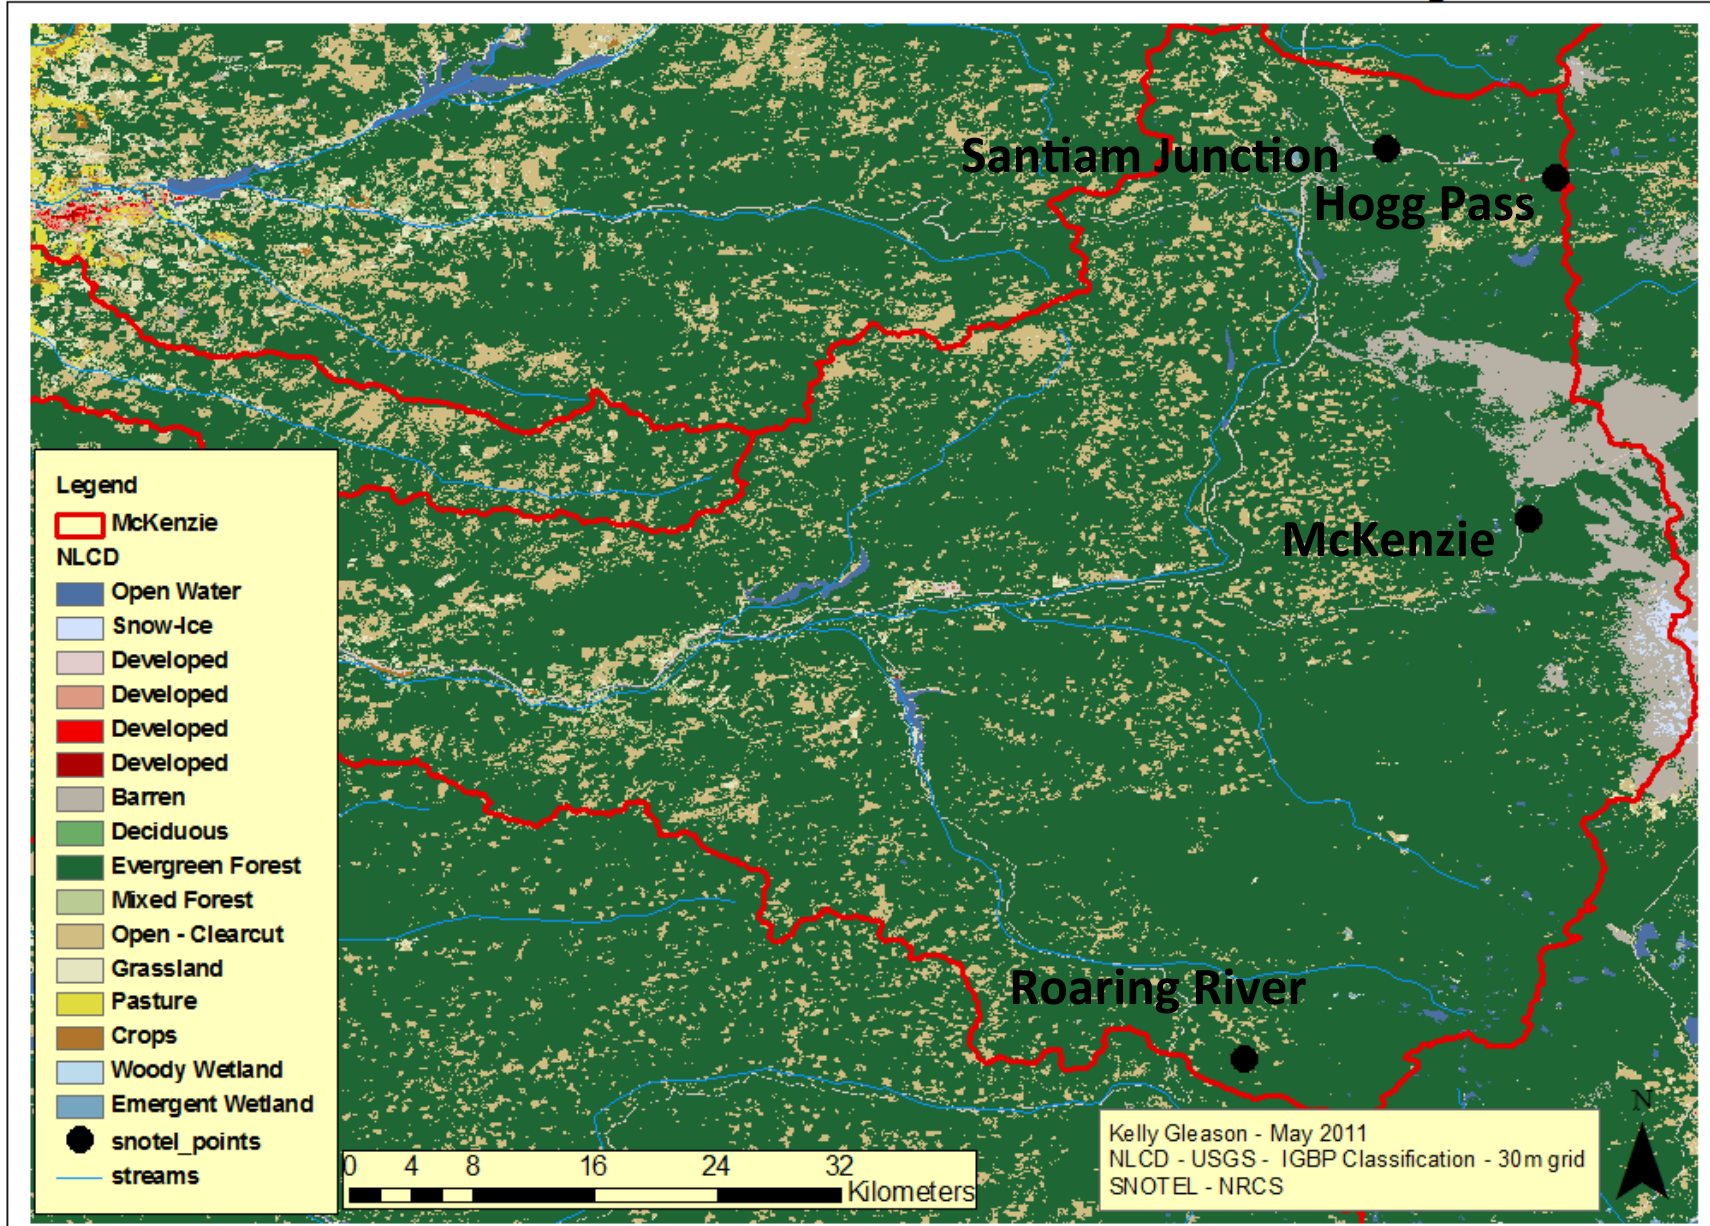 Santiam Junction
Hogg Pass
McKenzie
Roaring River
Legend
McKenzie
NLCD
Open Water
Snow-Ice
Developed
Developed
Developed
Developed
Barren
Deciduous
Evergreen Forest
Mixed Forest
Open - Clearcut
Grassland
Pasture
Crops
Woody Wetland
Emergent Wetland
snotel_points
streams
0 4 8 16 24 32
Kilometers
N
Kelly Gleason - May 2011
NLCD - USGS - IGBP Classification - 30m grid
SNOTEL - NRCS